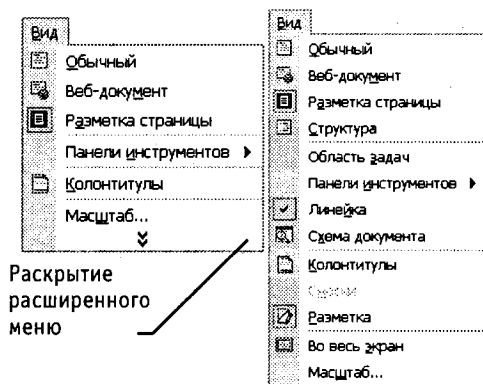 Вид
Обычный
Веб-документ
Разметка страницы
Панели инструментов
Колонтитулы
Масштаб...
Раскрытие
расширенного
меню
Вид
Обычный
Веб-документ
Разметка страницы
Структура
Область задач
Панели инструментов
Линейка
Схема документа
Колонтитулы
Сноски
Разметка
Во весь экран
Масштаб...